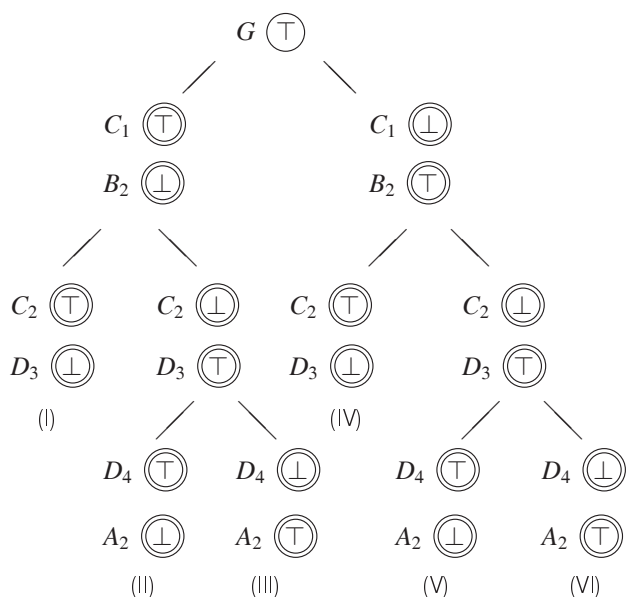 G ⊤
C₁ ⊤ C₁ ⊥
B₂ ⊥ B₂ ⊤
C₂ ⊤ C₂ ⊥ C₂ ⊤ C₂ ⊥
D₃ ⊥ D₃ ⊤ D₃ ⊥ D₃ ⊤
(I) (IV)
D₄ ⊤ D₄ ⊥ D₄ ⊤ D₄ ⊥
A₂ ⊥ A₂ ⊤ A₂ ⊥ A₂ ⊤
(II) (III) (V) (VI)